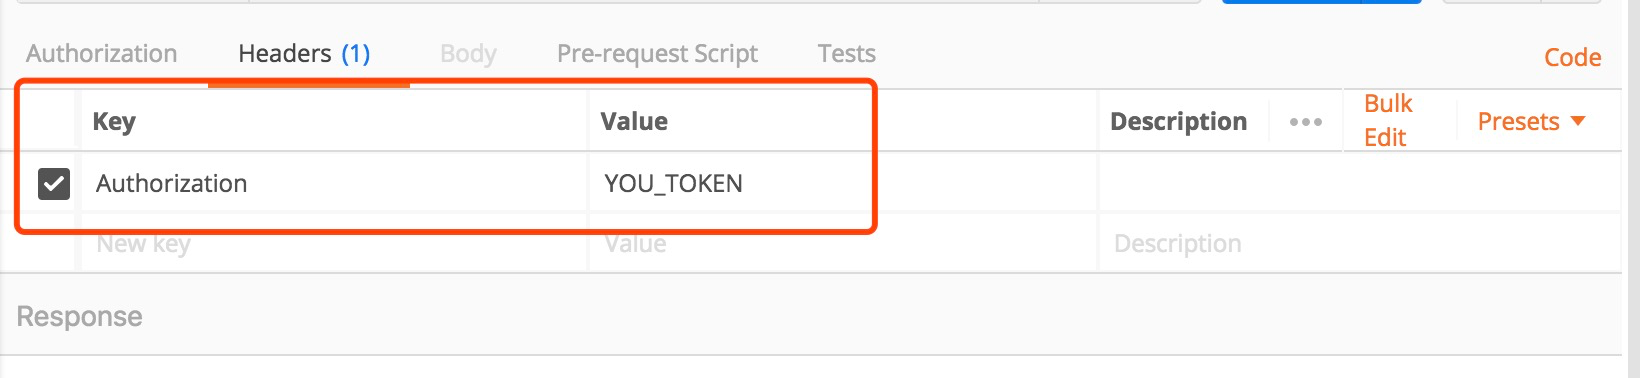 Authorization Headers (1) Body Pre-request Script Tests Code
Key Value Description ••• Bulk Edit Presets
Authorization YOU_TOKEN
New key Value Description
Response